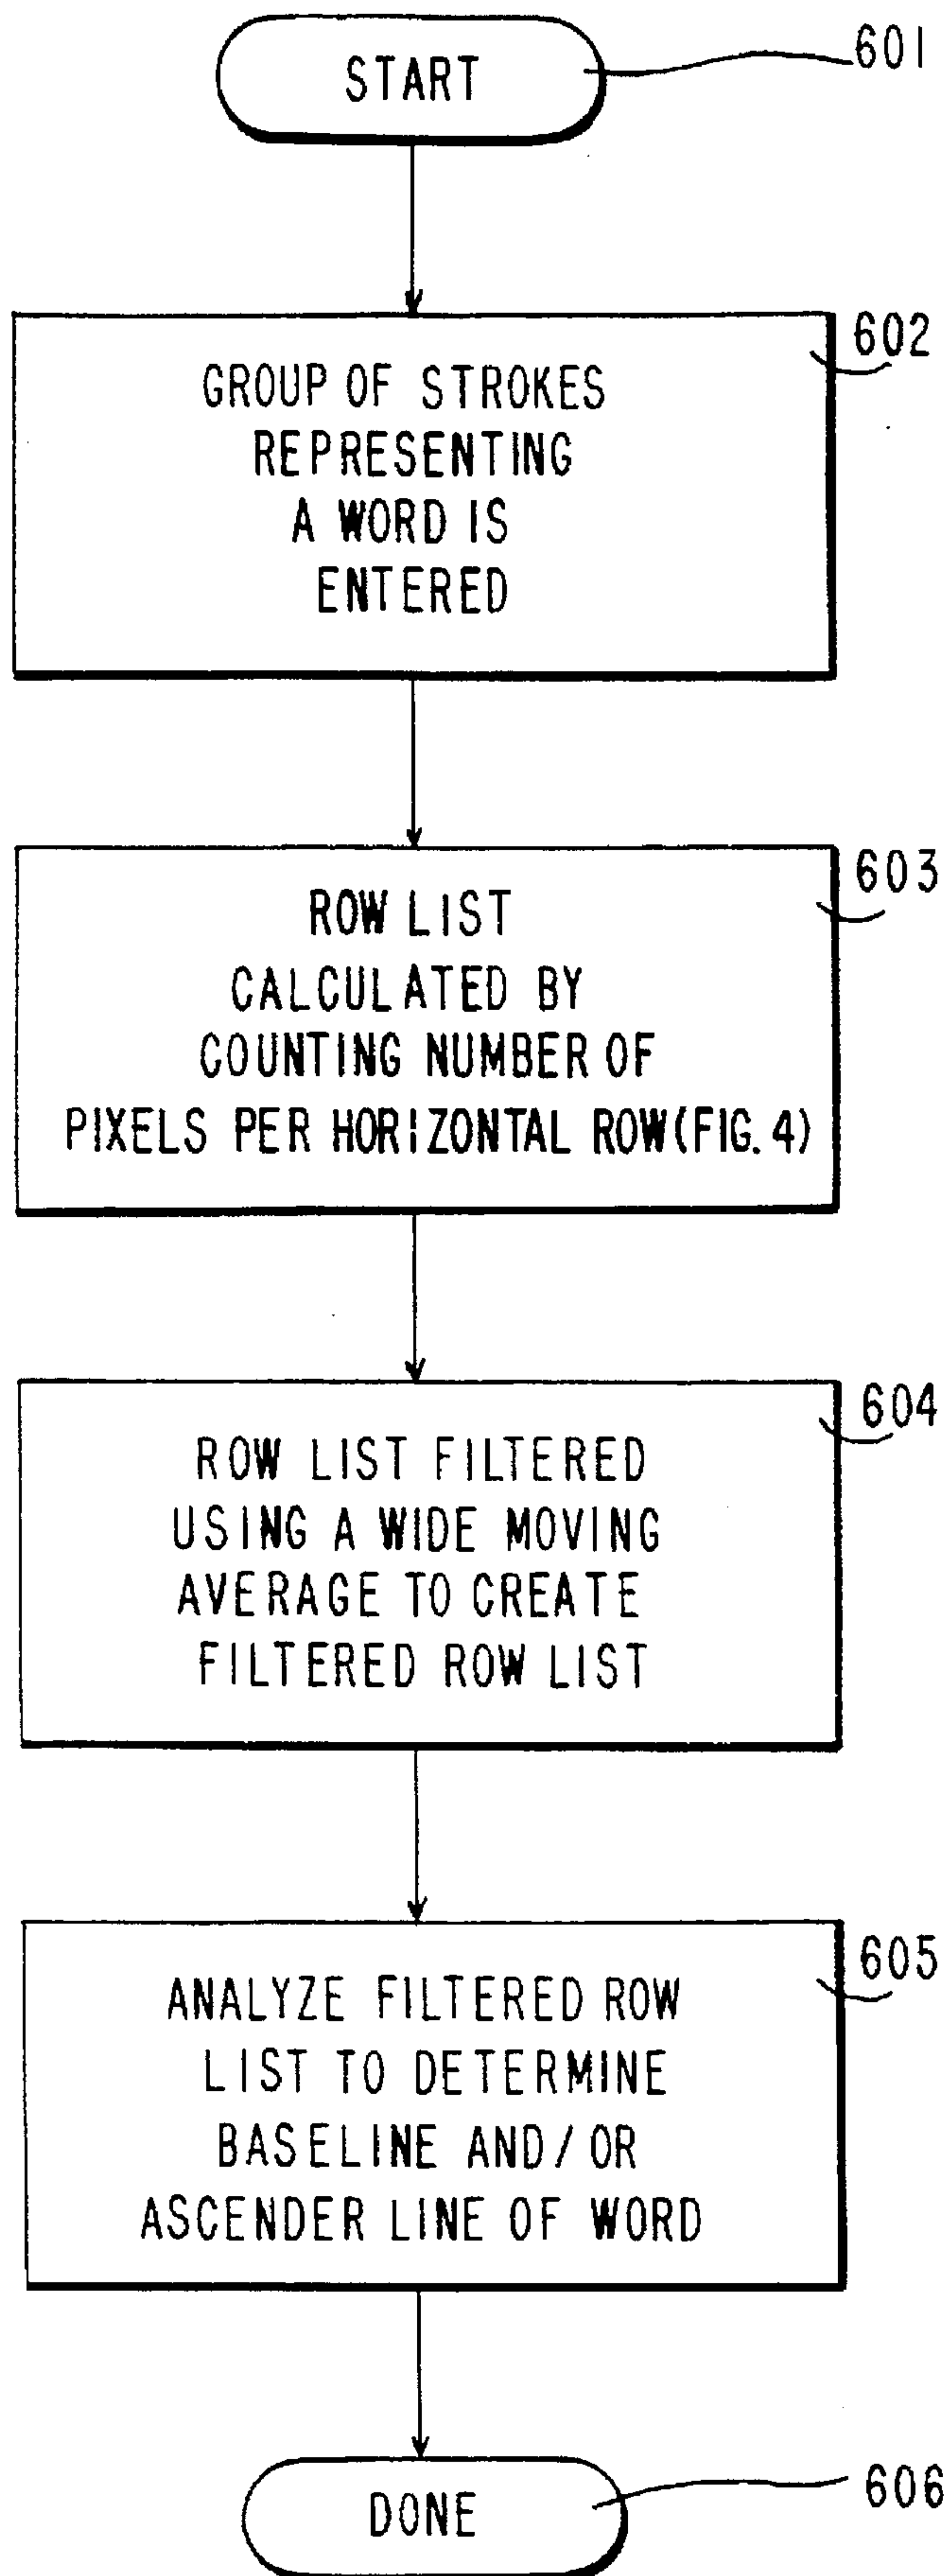 START
601
602
GROUP OF STROKES
REPRESENTING
A WORD IS
ENTERED
603
ROW LIST
CALCULATED BY
COUNTING NUMBER OF
PIXELS PER HORIZONTAL ROW (FIG. 4)
604
ROW LIST FILTERED
USING A WIDE MOVING
AVERAGE TO CREATE
FILTERED ROW LIST
605
ANALYZE FILTERED ROW
LIST TO DETERMINE
BASELINE AND/OR
ASCENDER LINE OF WORD
606
DONE